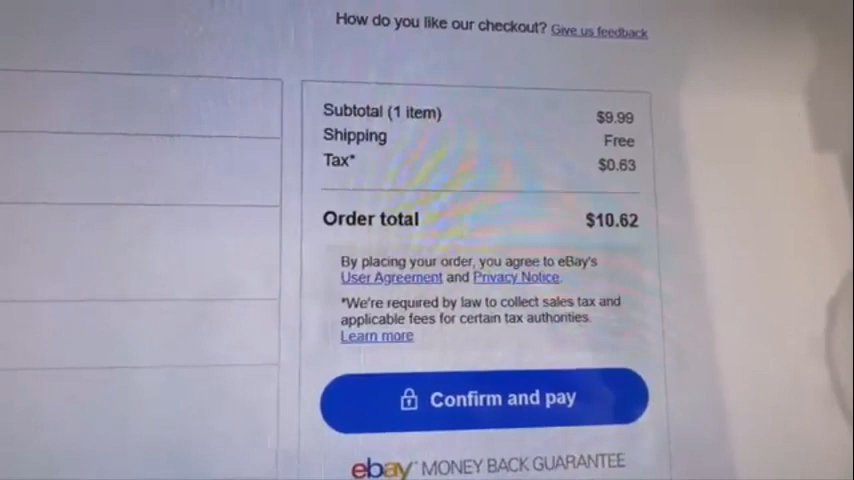 How do you like our checkout? Give us feedback
Subtotal (1 item) $9.99
Shipping Free
Tax* $0.63
Order total $10.62
By placing your order, you agree to eBay's
User Agreement and Privacy Notice.
*We're required by law to collect sales tax and
applicable fees for certain tax authorities.
Learn more
Confirm and pay
ebay MONEY BACK GUARANTEE